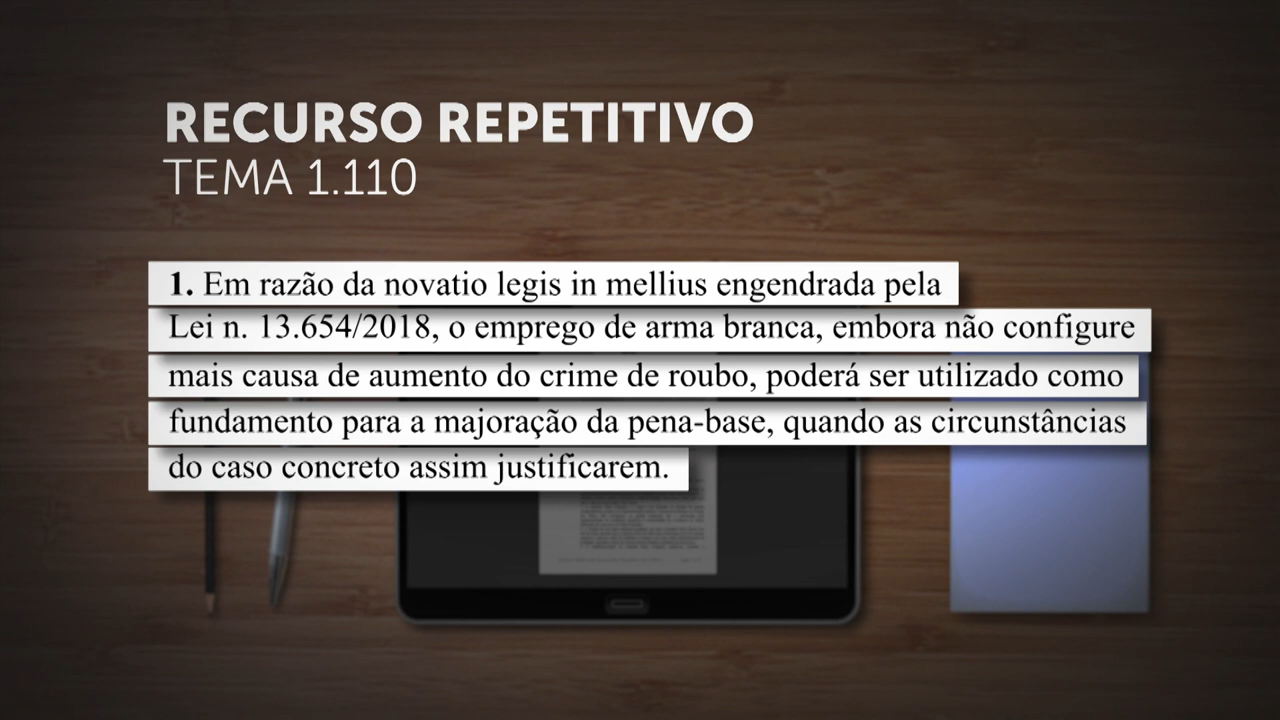 RECURSO REPETITIVO
TEMA 1.110
1. Em razão da novatio legis in mellius engendrada pela
Lei n. 13.654/2018, o emprego de arma branca, embora não configure
mais causa de aumento do crime de roubo, poderá ser utilizado como
fundamento para a majoração da pena-base, quando as circunstâncias
do caso concreto assim justificarem.